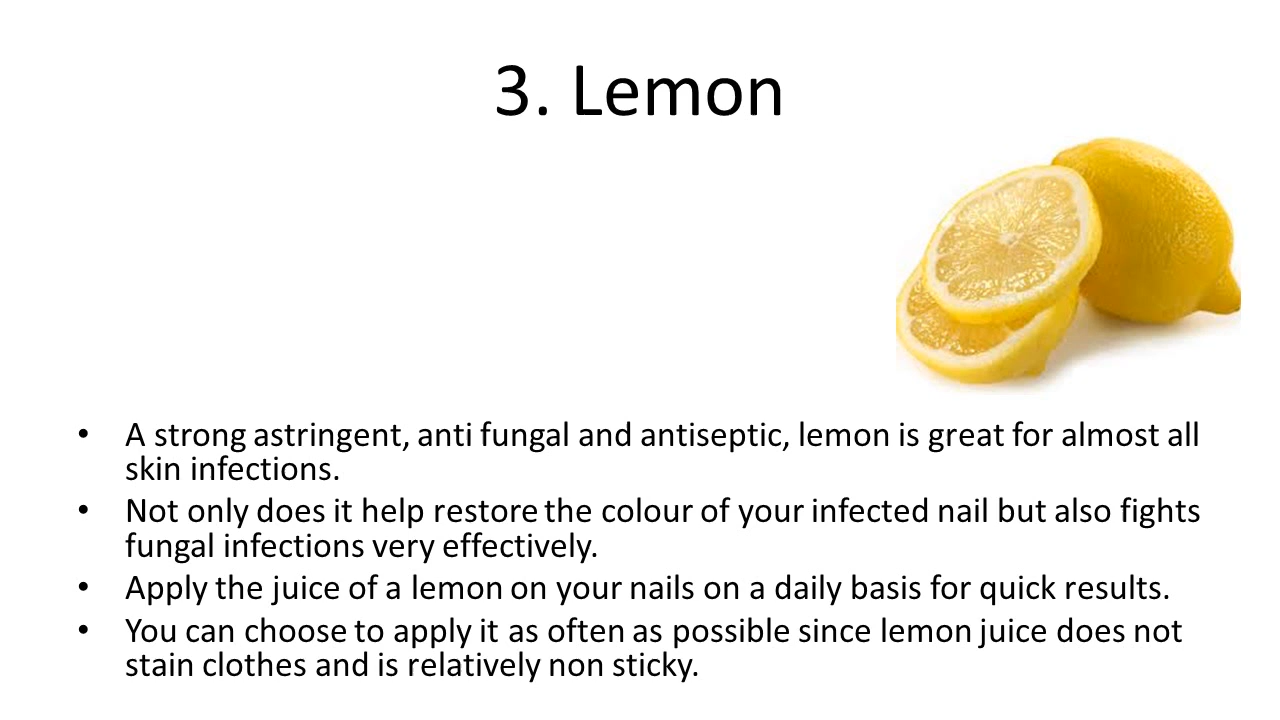 3. Lemon
• A strong astringent, anti fungal and antiseptic, lemon is great for almost all
skin infections.
• Not only does it help restore the colour of your infected nail but also fights
fungal infections very effectively.
• Apply the juice of a lemon on your nails on a daily basis for quick results.
• You can choose to apply it as often as possible since lemon juice does not
stain clothes and is relatively non sticky.